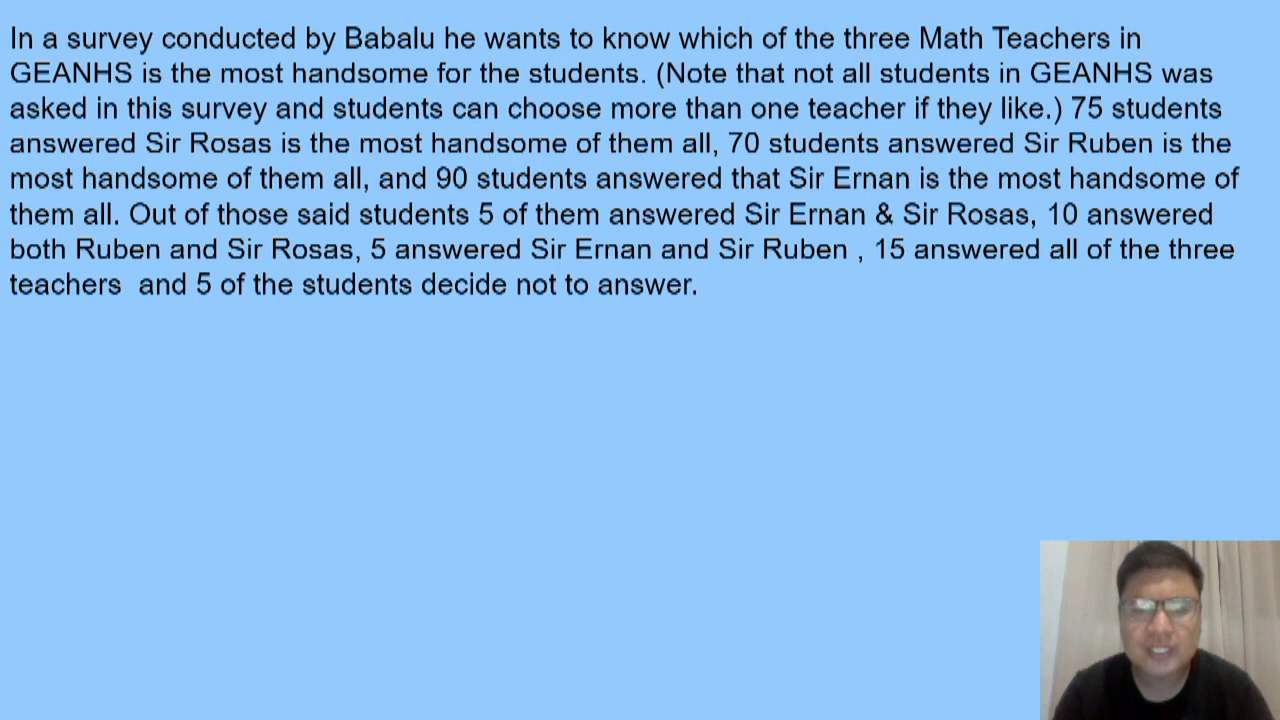 In a survey conducted by Babalu he wants to know which of the three Math Teachers in
GEANHS is the most handsome for the students. (Note that not all students in GEANHS was
asked in this survey and students can choose more than one teacher if they like.) 75 students
answered Sir Rosas is the most handsome of them all, 70 students answered Sir Ruben is the
most handsome of them all, and 90 students answered that Sir Ernan is the most handsome of
them all. Out of those said students 5 of them answered Sir Ernan & Sir Rosas, 10 answered
both Ruben and Sir Rosas, 5 answered Sir Ernan and Sir Ruben , 15 answered all of the three
teachers  and 5 of the students decide not to answer.